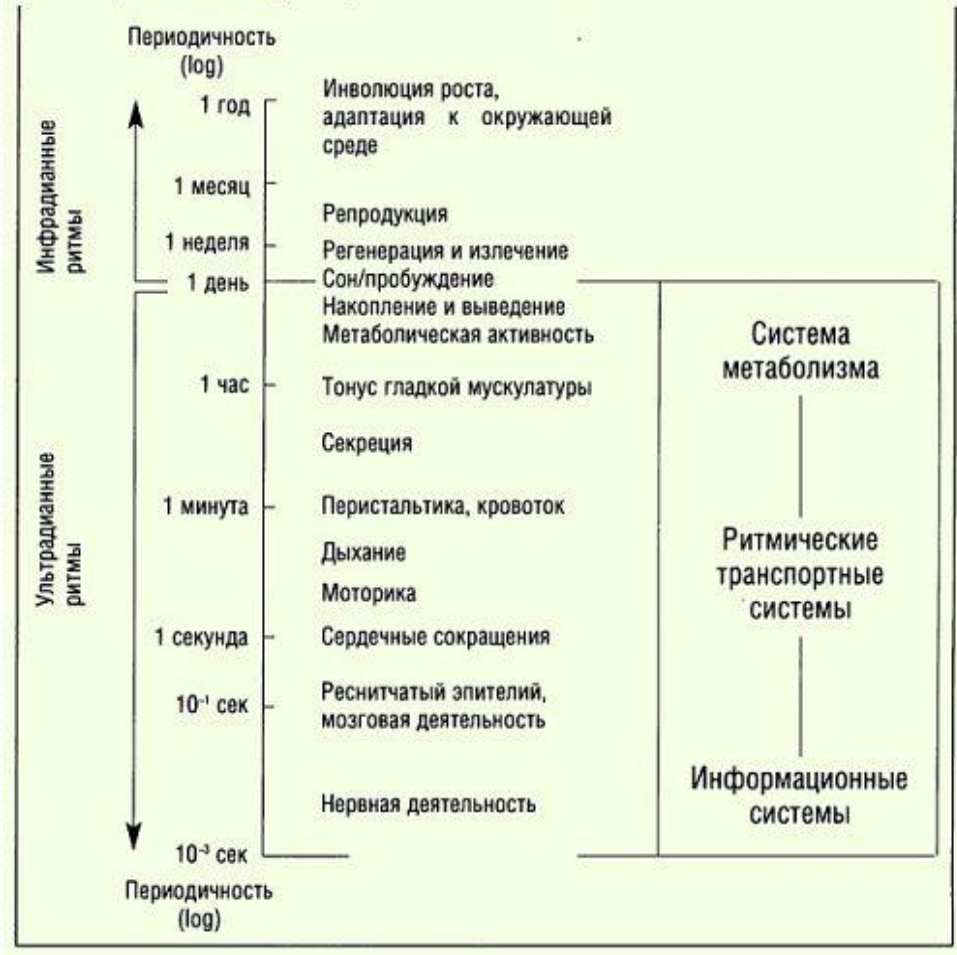 Периодичность
(log)
Инфрадианные
ритмы
1 год
Инволюция роста,
адаптация к окружающей
среде
1 месяц
Репродукция
1 неделя
Регенерация и излечение
1 день
Сон/пробуждение
Накопление и выведение
Метаболическая активность
Система
метаболизма
1 час
Тонус гладкой мускулатуры
Секреция
Ультрадианные
ритмы
1 минута
Перистальтика, кровоток
Дыхание
Ритмические
транспортные
системы
Моторика
1 секунда
Сердечные сокращения
10⁻¹ сек
Реснитчатый эпителий,
мозговая деятельность
Информационные
системы
Нервная деятельность
10⁻³ сек
Периодичность
(log)